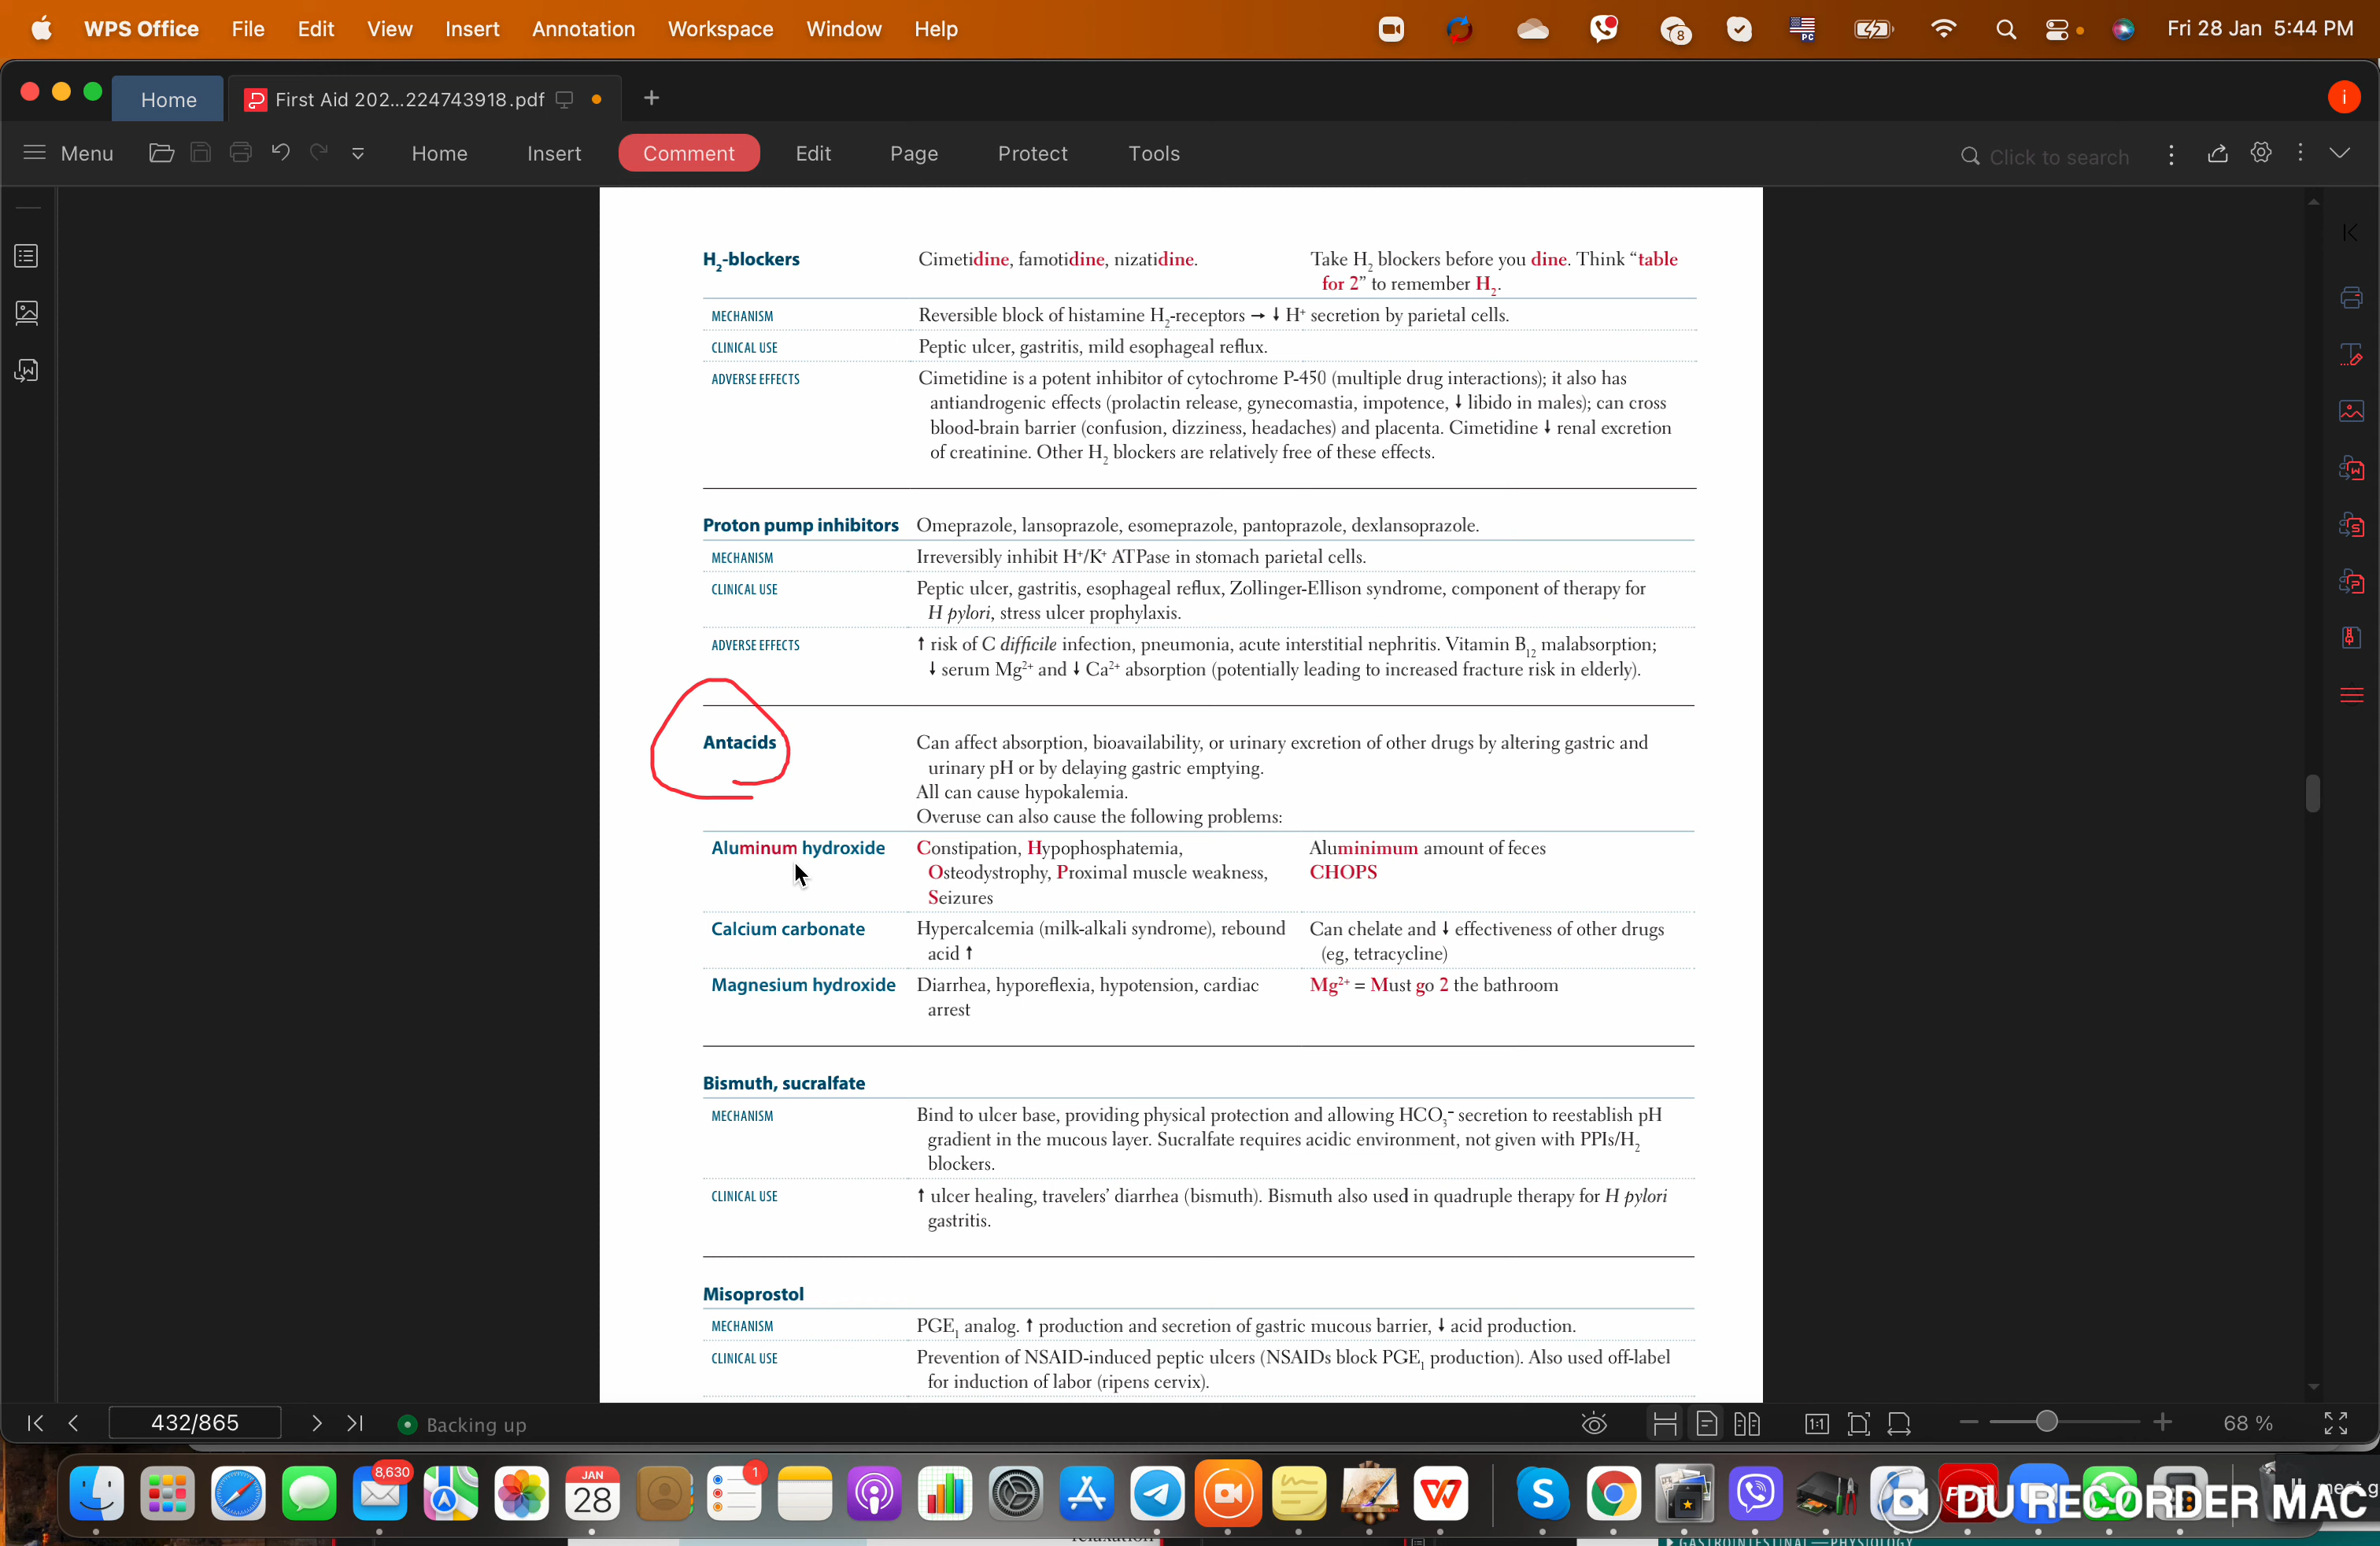 WPS Office File Edit View Insert Annotation Workspace Window Help 8 PC Fri 28 Jan 5:44 PM
Home First Aid 202...224743918.pdf + i
Menu Home Insert Comment Edit Page Protect Tools Click to search
H2-blockers Cimetidine, famotidine, nizatidine. Take H2 blockers before you dine. Think “table
for 2” to remember H2.
MECHANISM Reversible block of histamine H2-receptors → ↓ H+ secretion by parietal cells.
CLINICAL USE Peptic ulcer, gastritis, mild esophageal reflux.
ADVERSE EFFECTS Cimetidine is a potent inhibitor of cytochrome P-450 (multiple drug interactions); it also has
antiandrogenic effects (prolactin release, gynecomastia, impotence, ↓ libido in males); can cross
blood-brain barrier (confusion, dizziness, headaches) and placenta. Cimetidine ↓ renal excretion
of creatinine. Other H2 blockers are relatively free of these effects.
Proton pump inhibitors Omeprazole, lansoprazole, esomeprazole, pantoprazole, dexlansoprazole.
MECHANISM Irreversibly inhibit H+/K+ ATPase in stomach parietal cells.
CLINICAL USE Peptic ulcer, gastritis, esophageal reflux, Zollinger-Ellison syndrome, component of therapy for
H pylori, stress ulcer prophylaxis.
ADVERSE EFFECTS ↑ risk of C difficile infection, pneumonia, acute interstitial nephritis. Vitamin B12 malabsorption;
↓ serum Mg2+ and ↓ Ca2+ absorption (potentially leading to increased fracture risk in elderly).
Antacids Can affect absorption, bioavailability, or urinary excretion of other drugs by altering gastric and
urinary pH or by delaying gastric emptying.
All can cause hypokalemia.
Overuse can also cause the following problems:
Aluminum hydroxide Constipation, Hypophosphatemia, Aluminimum amount of feces
Osteodystrophy, Proximal muscle weakness, CHOPS
Seizures
Calcium carbonate Hypercalcemia (milk-alkali syndrome), rebound Can chelate and ↓ effectiveness of other drugs
acid ↑ (eg, tetracycline)
Magnesium hydroxide Diarrhea, hyporeflexia, hypotension, cardiac Mg2+ = Must go 2 the bathroom
arrest
Bismuth, sucralfate
MECHANISM Bind to ulcer base, providing physical protection and allowing HCO3− secretion to reestablish pH
gradient in the mucous layer. Sucralfate requires acidic environment, not given with PPIs/H2
blockers.
CLINICAL USE ↑ ulcer healing, travelers’ diarrhea (bismuth). Bismuth also used in quadruple therapy for H pylori
gastritis.
Misoprostol
MECHANISM PGE1 analog. ↑ production and secretion of gastric mucous barrier, ↓ acid production.
CLINICAL USE Prevention of NSAID-induced peptic ulcers (NSAIDs block PGE1 production). Also used off-label
for induction of labor (ripens cervix).
432/865 Backing up 1:1 68 %
8,630 JAN 28 1
DU RECORDER MAC
GASTROINTESTINAL—PHYSIOLOGY